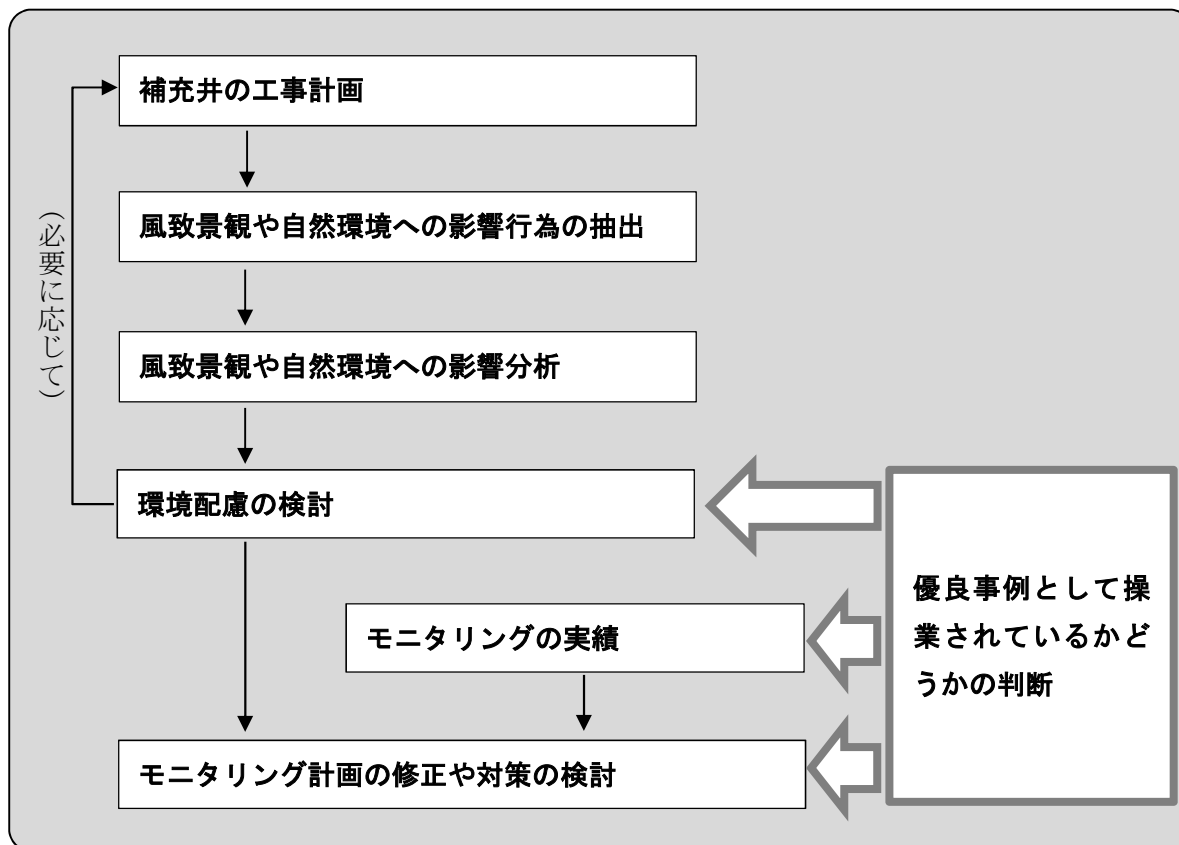 補充井の工事計画
風致景観や自然環境への影響行為の抽出
(必要に応じて)
風致景観や自然環境への影響分析
環境配慮の検討
優良事例として操
業されているかど
うかの判断
モニタリングの実績
モニタリング計画の修正や対策の検討